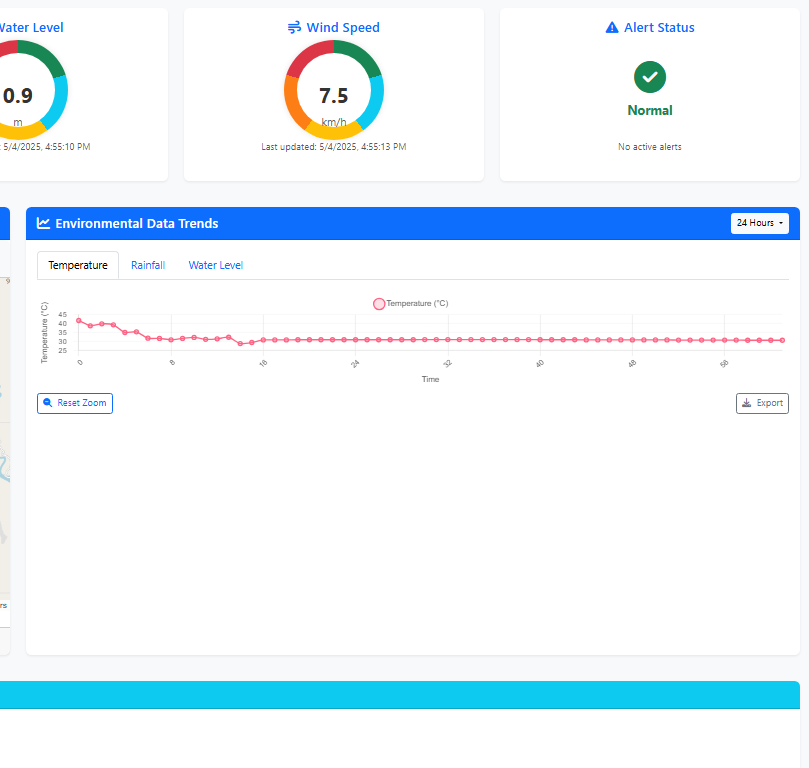 Water Level
Wind Speed
Alert Status
0.9
m
: 5/4/2025, 4:55:10 PM
7.5
km/h
Last updated: 5/4/2025, 4:55:13 PM
Normal
No active alerts
Environmental Data Trends
24 Hours
Temperature
Rainfall
Water Level
Temperature (°C)
Temperature (°C)
45
40
35
30
25
0
8
16
24
32
40
48
56
Time
Reset Zoom
Export
rs